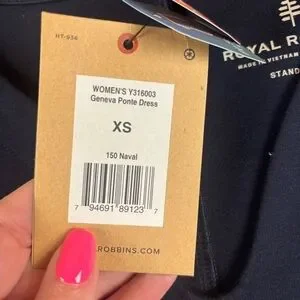 HT-936
ROYAL RO
MADE IN VIETNAM
STAND
WOMEN'S Y316003
Geneva Ponte Dress
XS
150 Naval
7 94691 89123 7
ROBBINS.COM